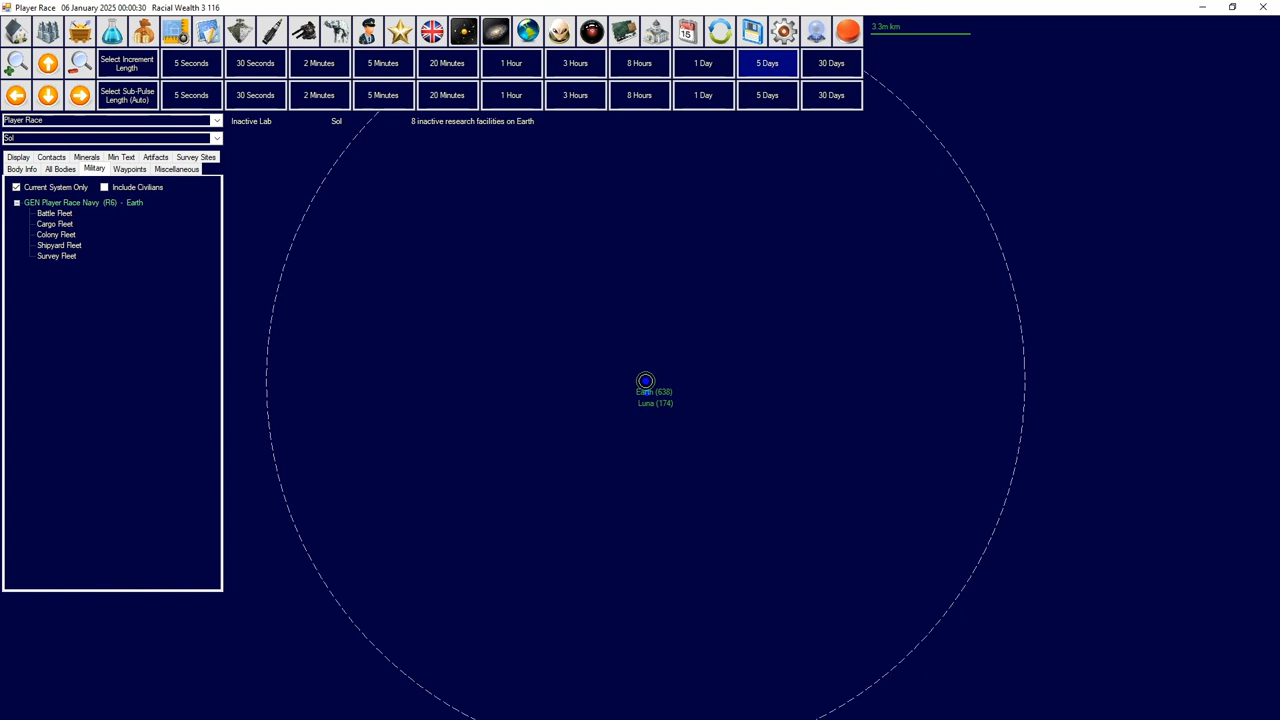 Player Race   06 January 2025 00:00:30   Racial Wealth 3 116
3.3m km
15
Select Increment Length
5 Seconds
30 Seconds
2 Minutes
5 Minutes
20 Minutes
1 Hour
3 Hours
8 Hours
1 Day
5 Days
30 Days
Select Sub-Pulse Length (Auto)
5 Seconds
30 Seconds
2 Minutes
5 Minutes
20 Minutes
1 Hour
3 Hours
8 Hours
1 Day
5 Days
30 Days
Player Race
Inactive Lab   Sol   8 inactive research facilities on Earth
Sol
Display   Contacts   Minerals   Min Text   Artifacts   Survey Sites
Body Info   All Bodies   Military   Waypoints   Miscellaneous
Current System Only   Include Civilians
GEN Player Race Navy  (R6)  -  Earth
Battle Fleet
Cargo Fleet
Colony Fleet
Shipyard Fleet
Survey Fleet
Earth (638)
Luna (174)